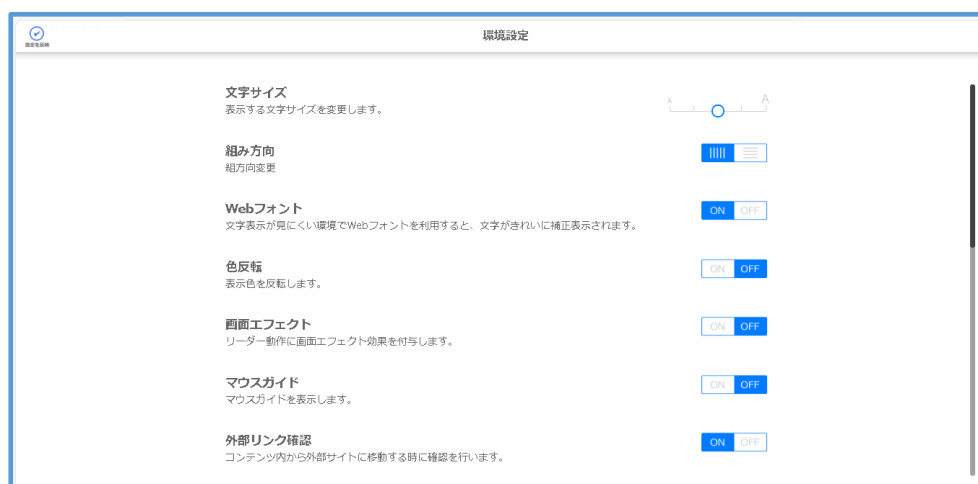 環境設定
設定を反映
文字サイズ
表示する文字サイズを変更します。
A A
組み方向
組方向変更
Webフォント
文字表示が見にくい環境でWebフォントを利用すると、文字がきれいに補正表示されます。
ON OFF
色反転
表示色を反転します。
ON OFF
画面エフェクト
リーダー動作に画面エフェクト効果を付与します。
ON OFF
マウスガイド
マウスガイドを表示します。
ON OFF
外部リンク確認
コンテンツ内から外部サイトに移動する時に確認を行います。
ON OFF